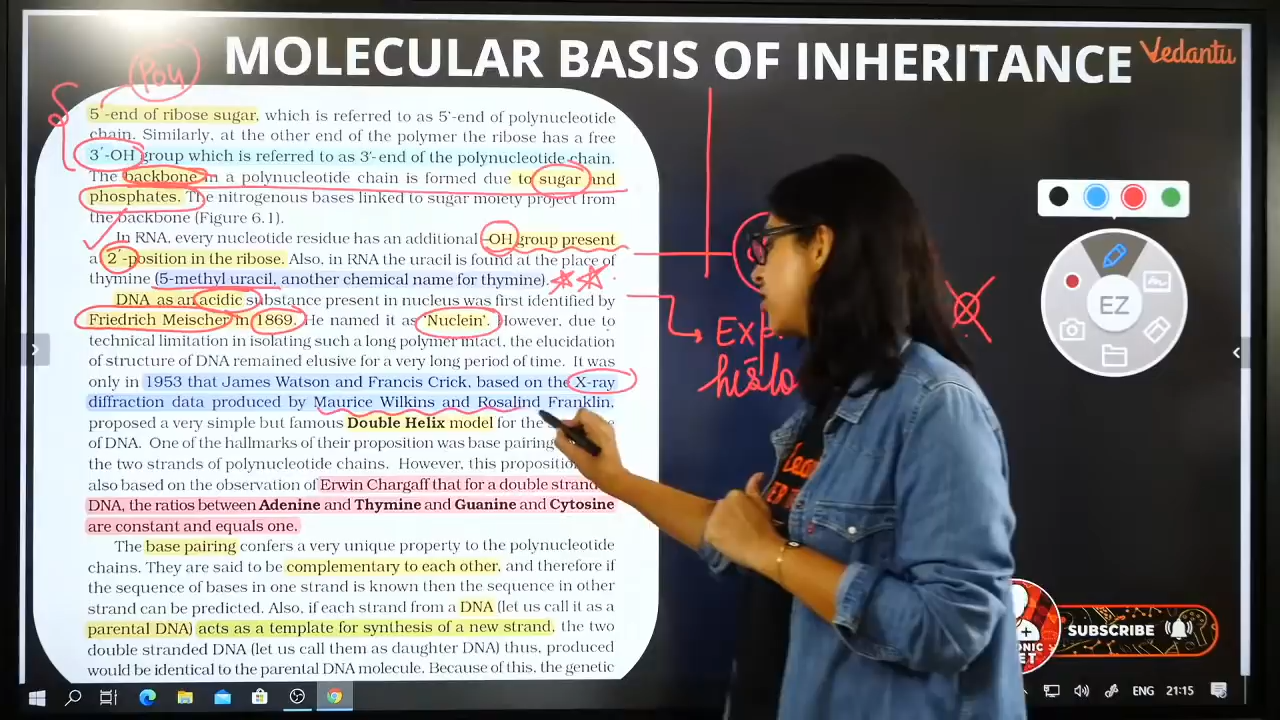 MOLECULAR BASIS OF INHERITANCE
Vedantu
PO4
5'-end of ribose sugar, which is referred to as 5'-end of polynucleotide
chain. Similarly, at the other end of the polymer the ribose has a free
3'-OH group which is referred to as 3'-end of the polynucleotide chain.
The backbone in a polynucleotide chain is formed due to sugar and
phosphates. The nitrogenous bases linked to sugar moiety project from
the backbone (Figure 6.1).
In RNA, every nucleotide residue has an additional –OH group present
2'-position in the ribose. Also, in RNA the uracil is found at the place of
thymine (5-methyl uracil, another chemical name for thymine).
DNA as an acidic substance present in nucleus was first identified by
Friedrich Meischer in 1869. He named it as 'Nuclein'. However, due to
technical limitation in isolating such a long polymer intact, the elucidation
of structure of DNA remained elusive for a very long period of time. It was
only in 1953 that James Watson and Francis Crick, based on the X-ray
diffraction data produced by Maurice Wilkins and Rosalind Franklin,
proposed a very simple but famous Double Helix model for the
of DNA. One of the hallmarks of their proposition was base pairing
the two strands of polynucleotide chains. However, this
also based on the observation of Erwin Chargaff that for a double
DNA, the ratios between Adenine and Thymine and Guanine and Cytosine
are constant and equals one.
The base pairing confers a very unique property to the polynucleotide
chains. They are said to be complementary to each other, and therefore if
the sequence of bases in one strand is known then the sequence in other
strand can be predicted. Also, if each strand from a DNA (let us call it as a
parental DNA) acts as a template for synthesis of a new strand, the two
double stranded DNA (let us call them as daughter DNA) thus, produced
would be identical to the parental DNA molecule. Because of this, the genetic
EZ
SUBSCRIBE
ENG 21:15